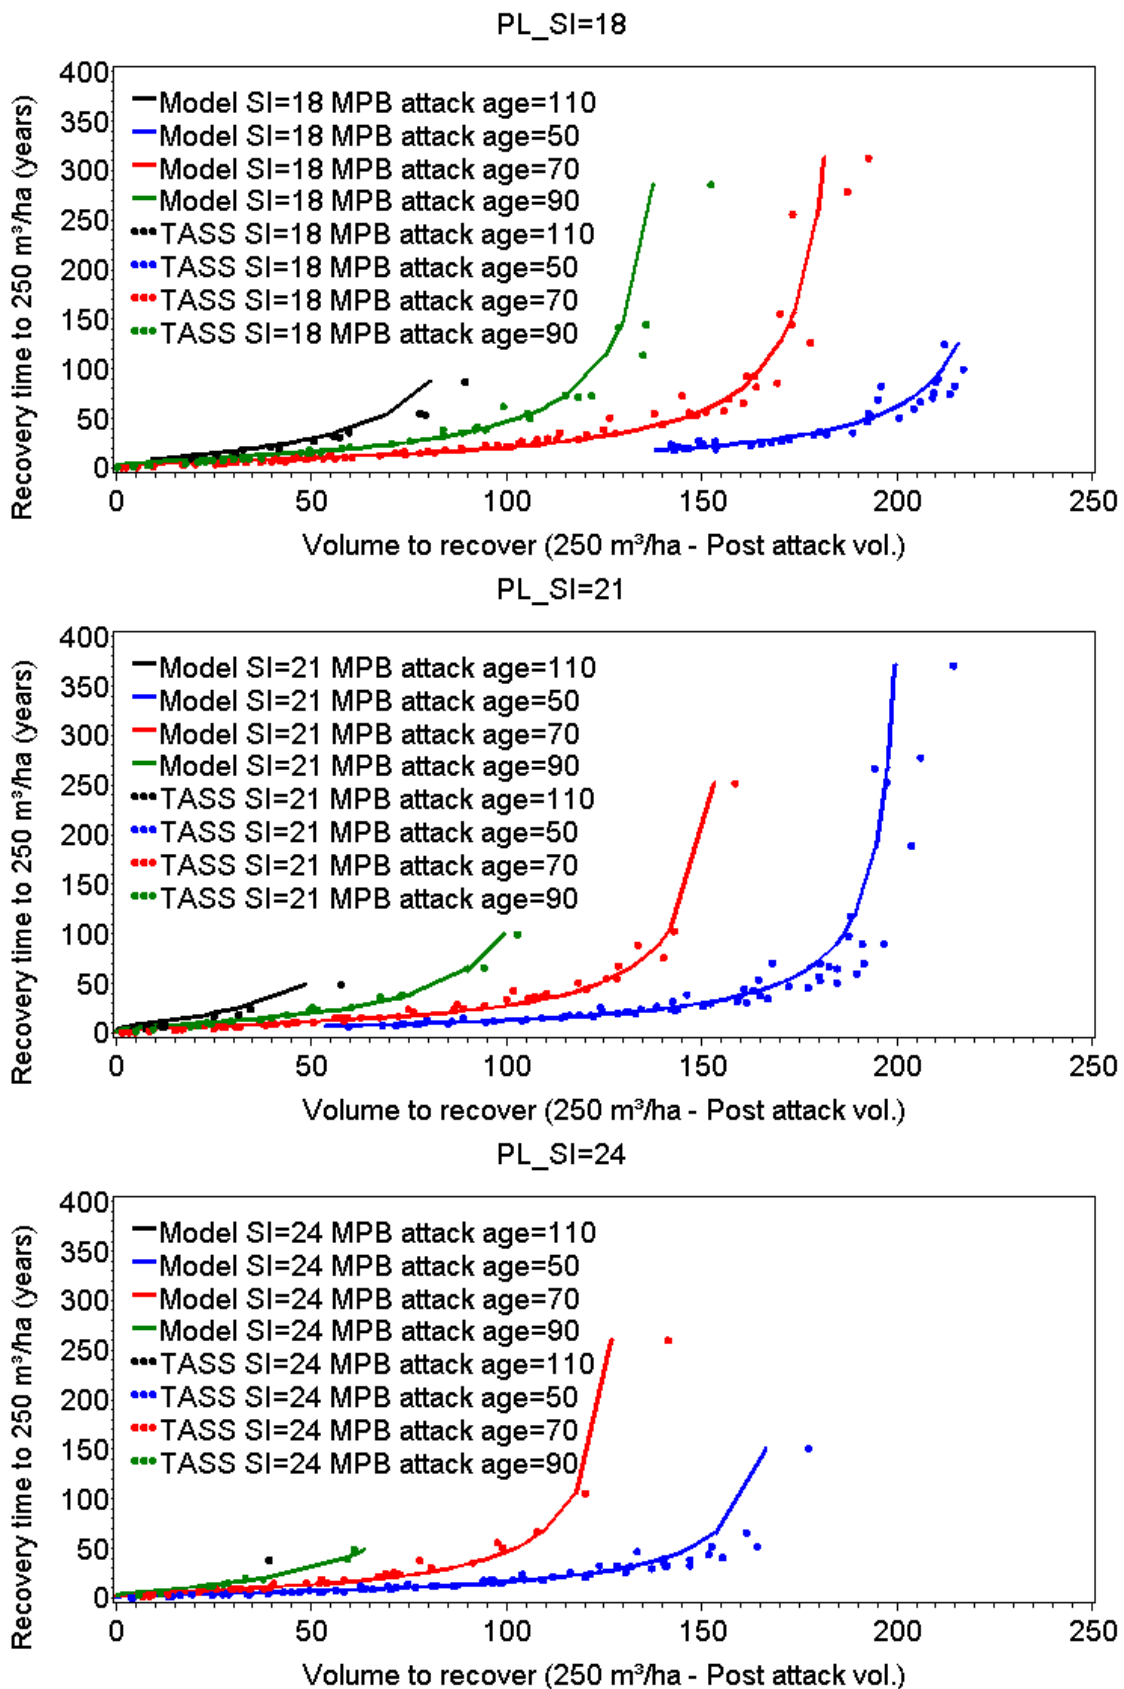 PL_SI=18
Recovery time to 250 m³/ha (years)
400
350
300
250
200
150
100
50
0
Model SI=18 MPB attack age=110
Model SI=18 MPB attack age=50
Model SI=18 MPB attack age=70
Model SI=18 MPB attack age=90
TASS SI=18 MPB attack age=110
TASS SI=18 MPB attack age=50
TASS SI=18 MPB attack age=70
TASS SI=18 MPB attack age=90
0 50 100 150 200 250
Volume to recover (250 m³/ha - Post attack vol.)
PL_SI=21
Recovery time to 250 m³/ha (years)
400
350
300
250
200
150
100
50
0
Model SI=21 MPB attack age=110
Model SI=21 MPB attack age=50
Model SI=21 MPB attack age=70
Model SI=21 MPB attack age=90
TASS SI=21 MPB attack age=110
TASS SI=21 MPB attack age=50
TASS SI=21 MPB attack age=70
TASS SI=21 MPB attack age=90
0 50 100 150 200 250
Volume to recover (250 m³/ha - Post attack vol.)
PL_SI=24
Recovery time to 250 m³/ha (years)
400
350
300
250
200
150
100
50
0
Model SI=24 MPB attack age=110
Model SI=24 MPB attack age=50
Model SI=24 MPB attack age=70
Model SI=24 MPB attack age=90
TASS SI=24 MPB attack age=110
TASS SI=24 MPB attack age=50
TASS SI=24 MPB attack age=70
TASS SI=24 MPB attack age=90
0 50 100 150 200 250
Volume to recover (250 m³/ha - Post attack vol.)